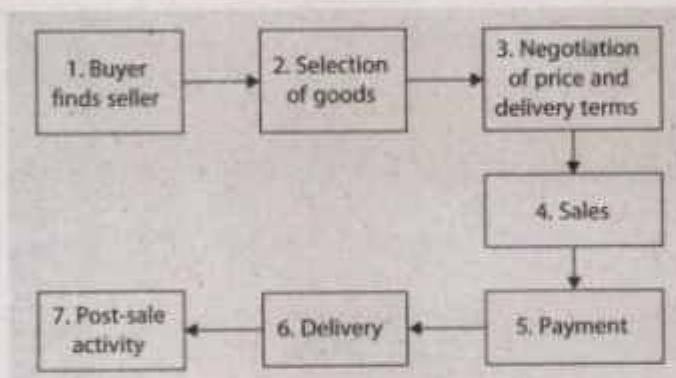 1. Buyer
finds seller
2. Selection
of goods
3. Negotiation
of price and
delivery terms
4. Sales
5. Payment
6. Delivery
7. Post-sale
activity